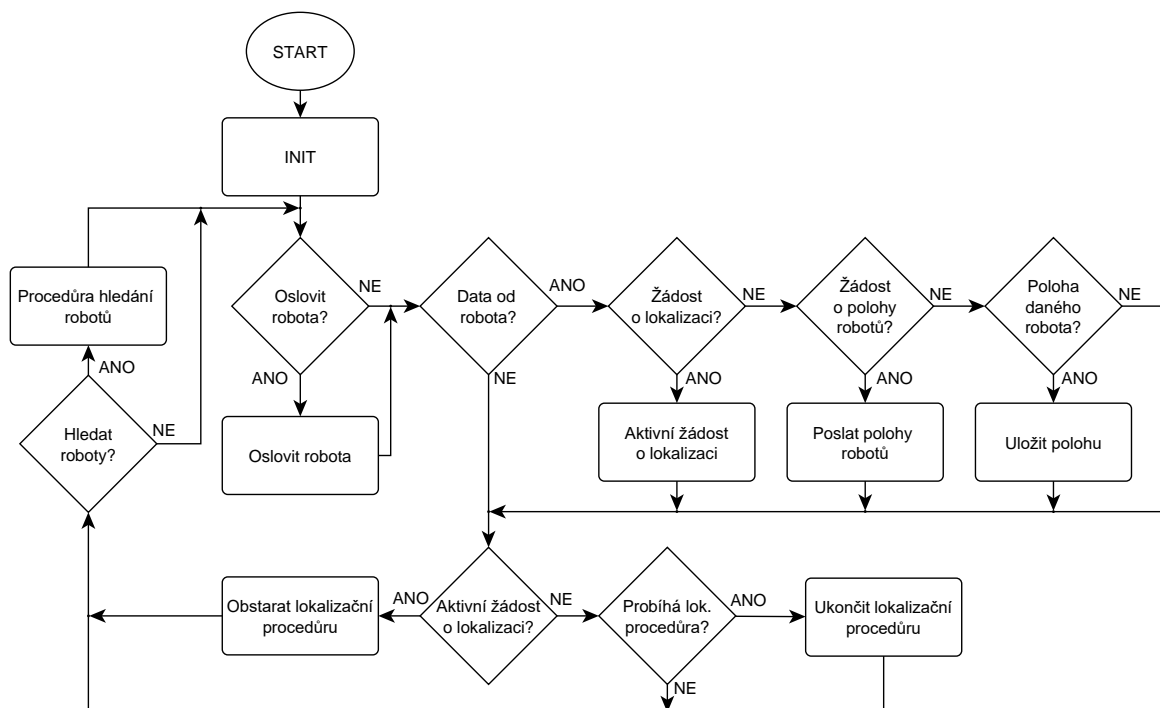 START
INIT
Oslovit
robota?
NE
ANO
Oslovit robota
Data od
robota?
ANO
NE
Žádost
o lokalizaci?
NE
ANO
Aktivní žádost
o lokalizaci
Žádost
o polohy
robotů?
NE
ANO
Poslat polohy
robotů
Poloha
daného
robota?
NE
ANO
Uložit polohu
Procedůra hledání
robotů
ANO
Hledat
roboty?
NE
Obstarat lokalizační
procedůru
ANO
Aktivní žádost
o lokalizaci?
NE
Probíhá lok.
procedůra?
ANO
NE
Ukončit lokalizační
procedůru